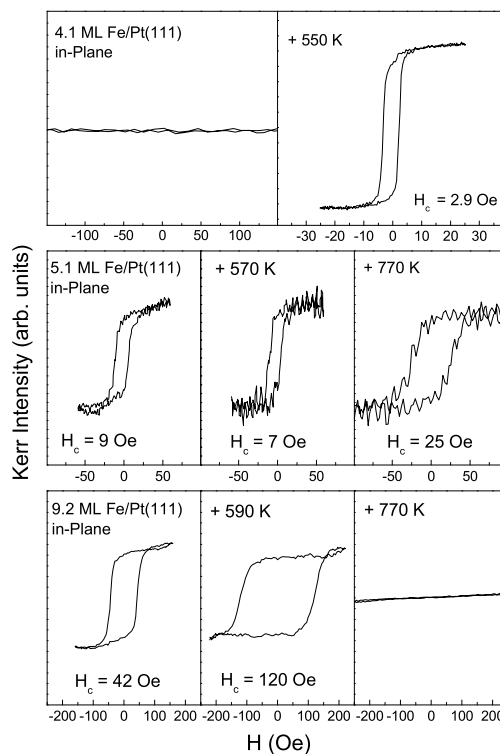 4.1 ML Fe/Pt(111)
in-Plane
+ 550 K
H_c = 2.9 Oe
-100 -50 0 50 100
-30 -20 -10 0 10 20 30
5.1 ML Fe/Pt(111)
in-Plane
+ 570 K
+ 770 K
H_c = 9 Oe
H_c = 7 Oe
H_c = 25 Oe
-50 0 50
-50 0 50
-50 0 50
9.2 ML Fe/Pt(111)
in-Plane
+ 590 K
+ 770 K
H_c = 42 Oe
H_c = 120 Oe
-200 -100 0 100 200
-200 -100 0 100 200
-200 -100 0 100 200
Kerr Intensity (arb. units)
H (Oe)